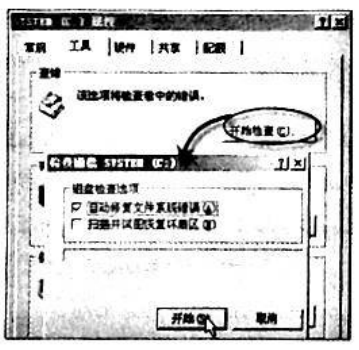 SYSTEM (C:) 属性
常规 工具 硬件 共享 配额
查错
该选项将检查卷中的错误。
开始检查(C)...
检查磁盘 SYSTEM (C:)
磁盘检查选项
自动修复文件系统错误(A)
扫描并试图恢复坏扇区(N)
开始(S)
取消